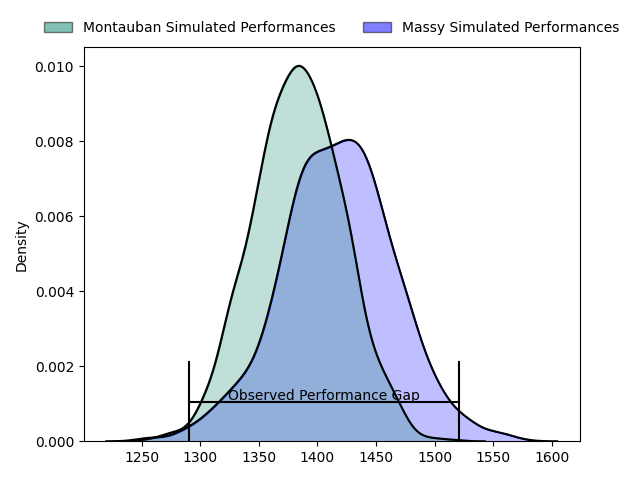 Montauban Simulated Performances Massy Simulated Performances
0.010
0.008
0.006
0.004
0.002
0.000
Density
Observed Performance Gap
1250 1300 1350 1400 1450 1500 1550 1600